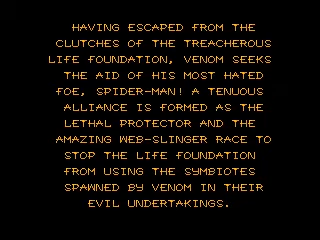 HAVING ESCAPED FROM THE
CLUTCHES OF THE TREACHEROUS
LIFE FOUNDATION, VENOM SEEKS
THE AID OF HIS MOST HATED
FOE, SPIDER-MAN! A TENUOUS
ALLIANCE IS FORMED AS THE
LETHAL PROTECTOR AND THE
AMAZING WEB-SLINGER RACE TO
STOP THE LIFE FOUNDATION
FROM USING THE SYMBIOTES
SPAWNED BY VENOM IN THEIR
EVIL UNDERTAKINGS.